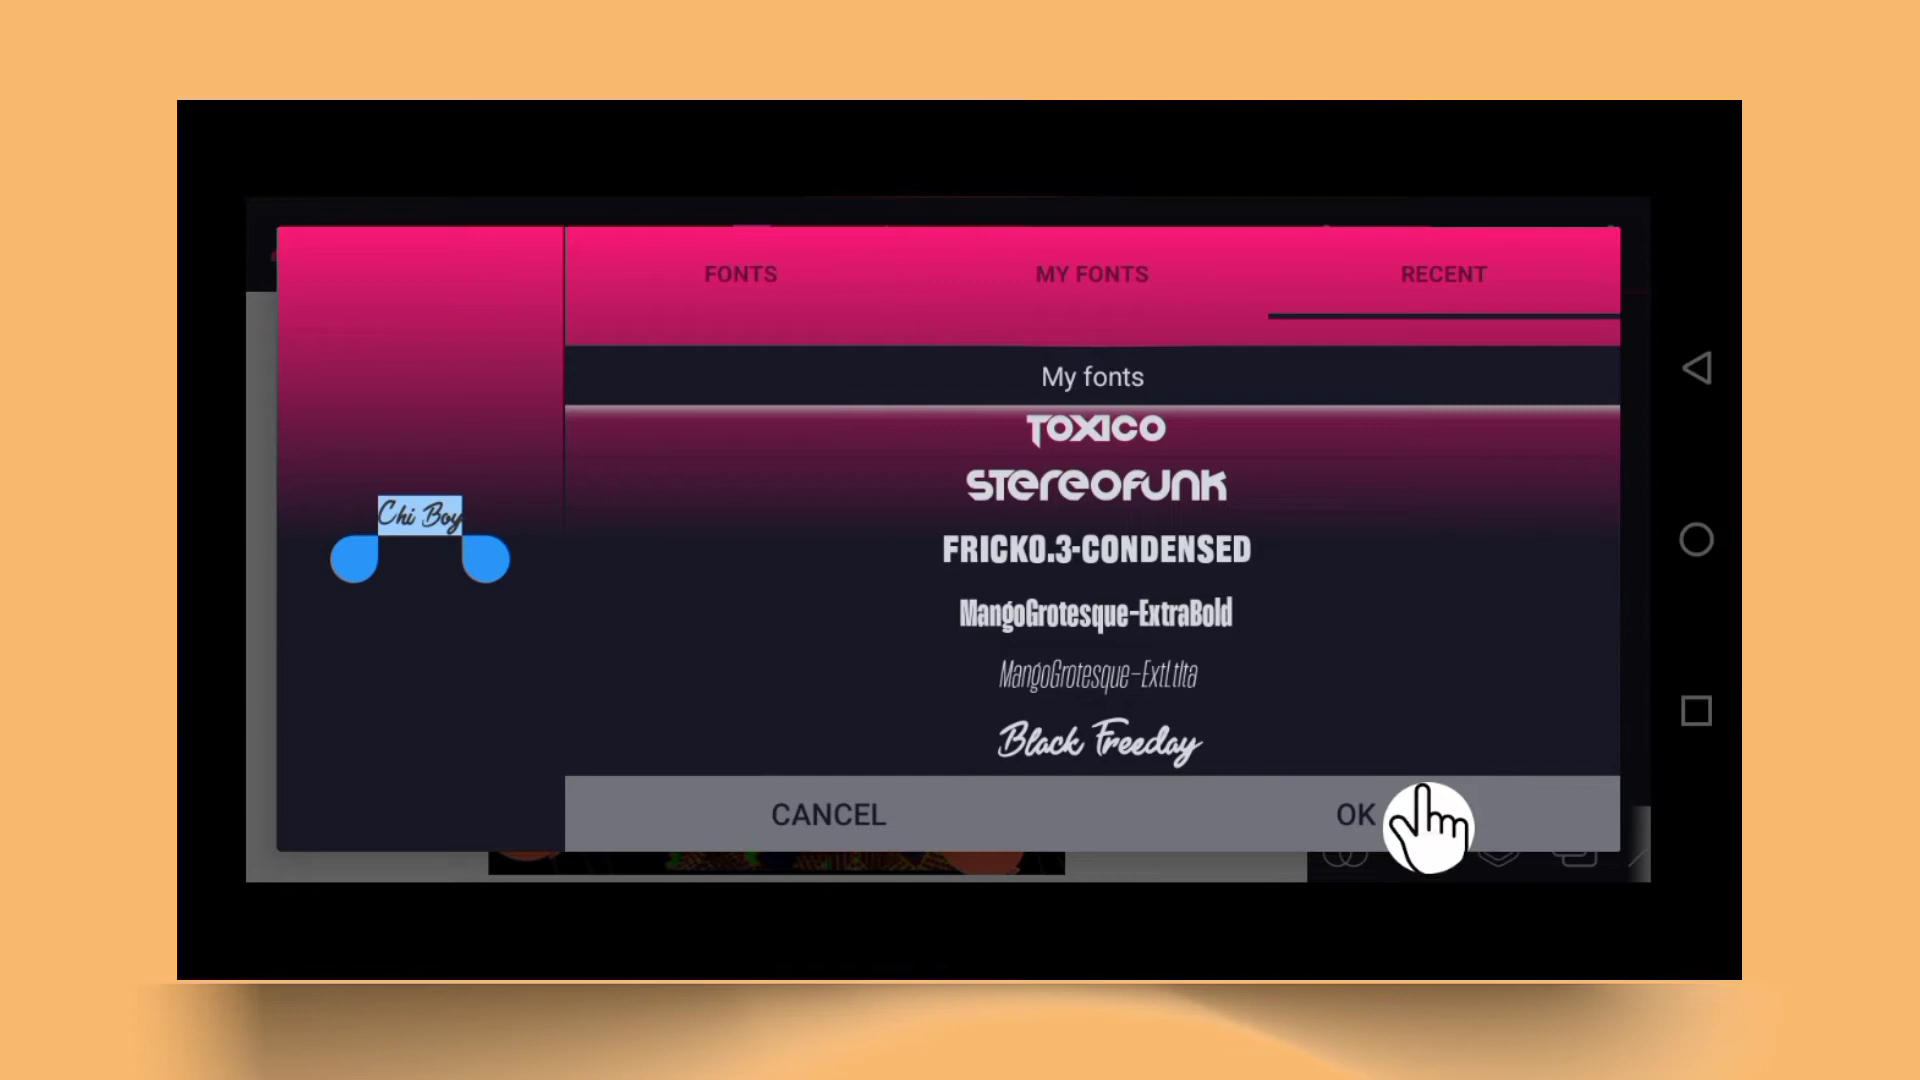 FONTS MY FONTS RECENT
My fonts
TOXICO
STEREOFUNK
FRICK0.3-CONDENSED
MangoGrotesque-ExtraBold
MangoGrotesque-ExtLtIta
Black Freeday
Chi Boy
CANCEL OK